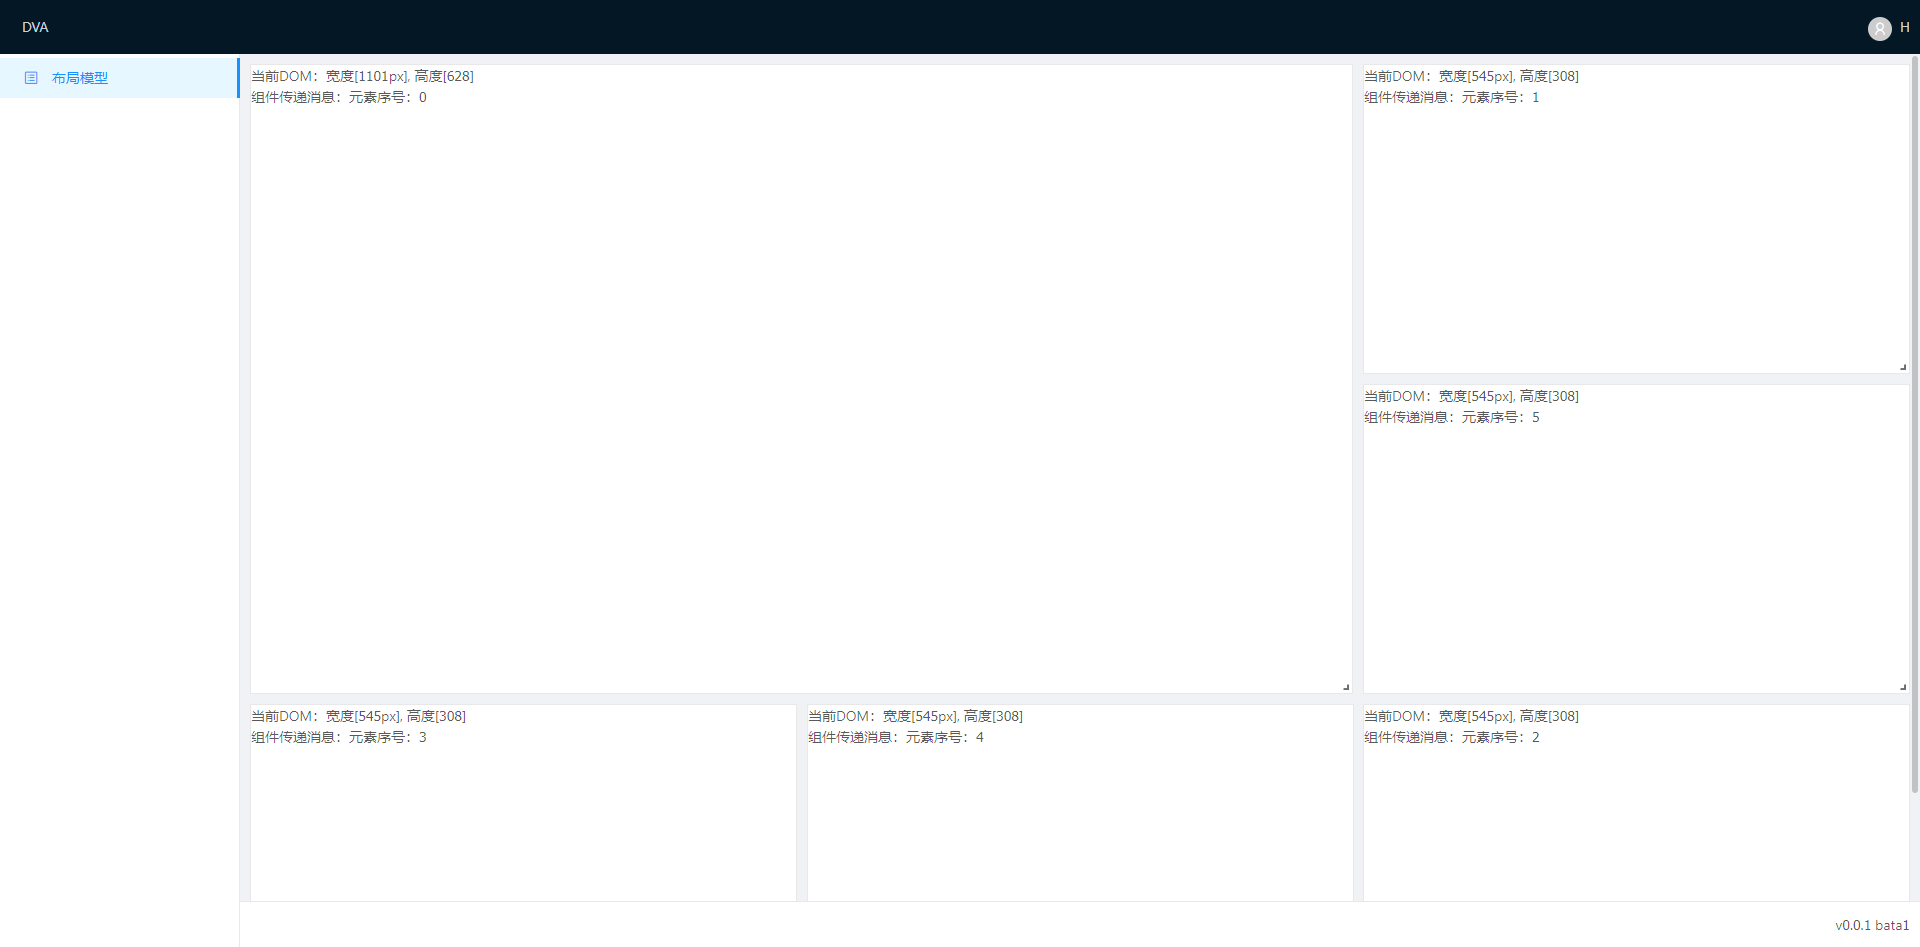 DVA
H
布局模型
当前DOM：宽度[1101px], 高度[628]
组件传递消息：元素序号：0
当前DOM：宽度[545px], 高度[308]
组件传递消息：元素序号：1
当前DOM：宽度[545px], 高度[308]
组件传递消息：元素序号：5
当前DOM：宽度[545px], 高度[308]
组件传递消息：元素序号：3
当前DOM：宽度[545px], 高度[308]
组件传递消息：元素序号：4
当前DOM：宽度[545px], 高度[308]
组件传递消息：元素序号：2
v0.0.1 bata1